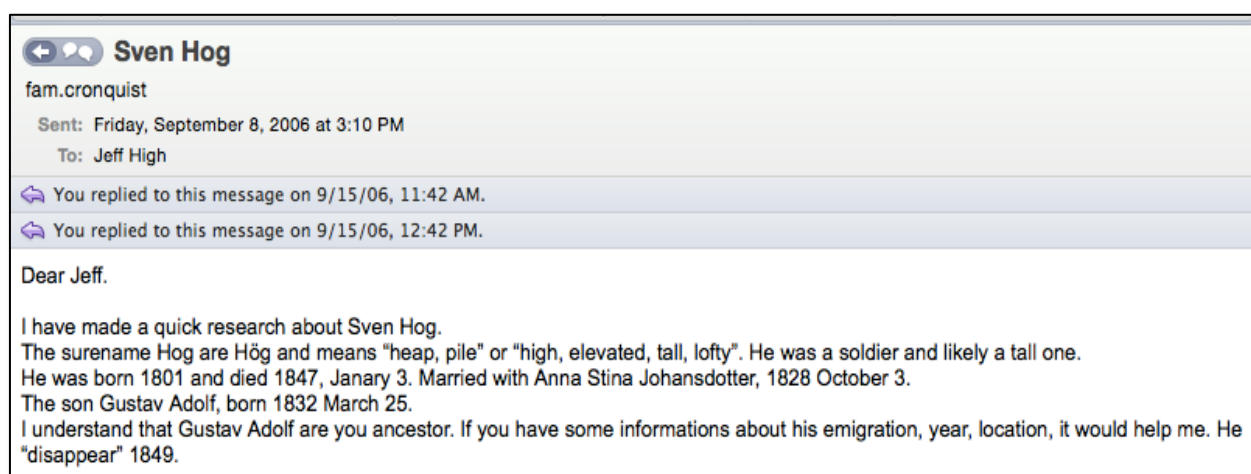 Sven Hog
fam.cronquist
Sent: Friday, September 8, 2006 at 3:10 PM
To: Jeff High
You replied to this message on 9/15/06, 11:42 AM.
You replied to this message on 9/15/06, 12:42 PM.
Dear Jeff.
I have made a quick research about Sven Hog.
The surename Hog are Hög and means “heap, pile” or “high, elevated, tall, lofty”. He was a soldier and likely a tall one.
He was born 1801 and died 1847, Janary 3. Married with Anna Stina Johansdotter, 1828 October 3.
The son Gustav Adolf, born 1832 March 25.
I understand that Gustav Adolf are you ancestor. If you have some informations about his emigration, year, location, it would help me. He
“disappear” 1849.